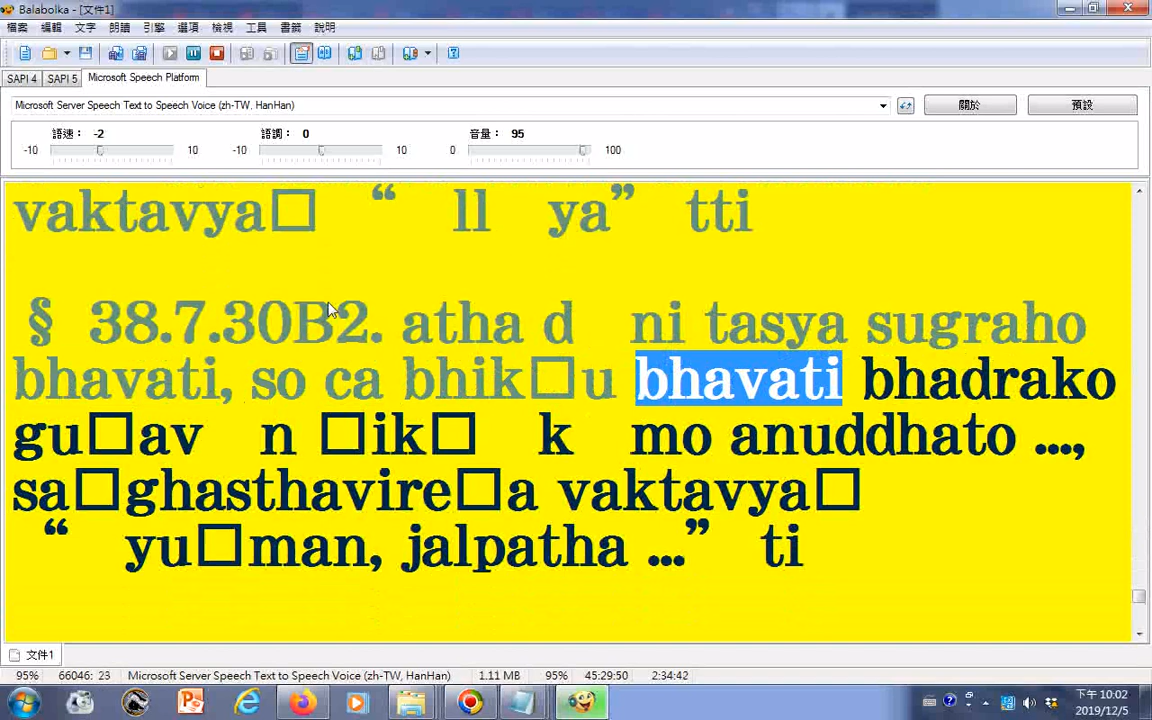 Balabolka - [文件1]
檔案 編輯 文字 朗讀 引擎 選項 檢視 工具 書籤 說明
SAPI 4 SAPI 5 Microsoft Speech Platform
Microsoft Server Speech Text to Speech Voice (zh-TW, HanHan) 關於 預設
語速: -2 語調: 0 音量: 95
-10 10 -10 10 0 100
vaktavya□ “ ll ya” tti
§ 38.7.30B2. atha d ni tasya sugraho
bhavati, so ca bhik□u bhavati bhadrako
gu□av n □ik□ k mo anuddhato ...,
sa□ghasthavire□a vaktavya□
“ yu□man, jalpatha ...” ti
文件1
95% 66046: 23 Microsoft Server Speech Text to Speech Voice (zh-TW, HanHan) 1.11 MB 95% 45:29:50 2:34:42
下午 10:02
2019/12/5